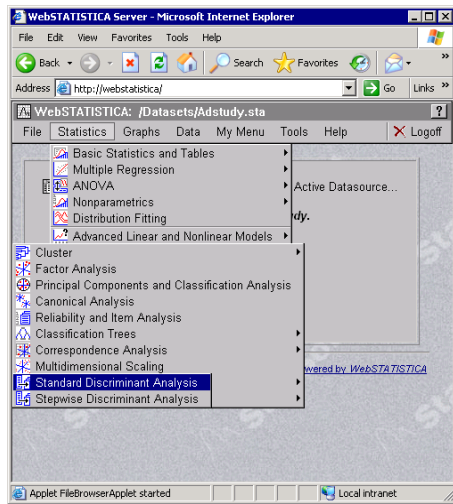 WebSTATISTICA Server - Microsoft Internet Explorer
File Edit View Favorites Tools Help
Back Search Favorites »
Address http://webstatistica/ Go Links »
WebSTATISTICA: /Datasets/Adstudy.sta ?
File Statistics Graphs Data My Menu Tools Help Logoff
Basic Statistics and Tables
Multiple Regression
ANOVA Active Datasource...
Nonparametrics
Distribution Fitting dy.
Advanced Linear and Nonlinear Models
Cluster
Factor Analysis
Principal Components and Classification Analysis
Canonical Analysis
Reliability and Item Analysis
Classification Trees
Correspondence Analysis
Multidimensional Scaling
Standard Discriminant Analysis
wered by WebSTATISTICA
Stepwise Discriminant Analysis
Applet FileBrowserApplet started Local intranet